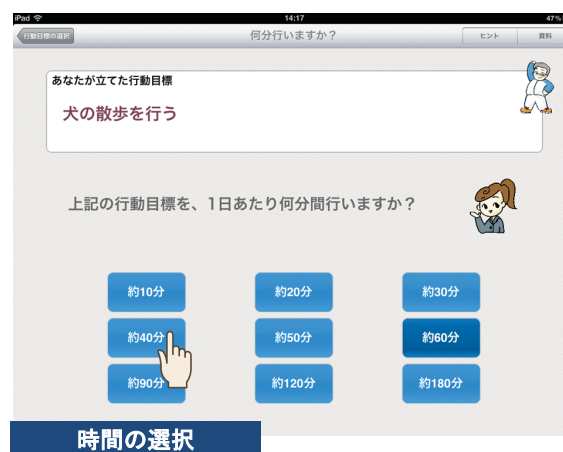 iPad 14:17 47%
行動目標の選択 何分行いますか？ ヒント 資料
あなたが立てた行動目標
犬の散歩を行う
上記の行動目標を、1日あたり何分間行いますか？
約10分 約20分 約30分
約40分 約50分 約60分
約90分 約120分 約180分
時間の選択